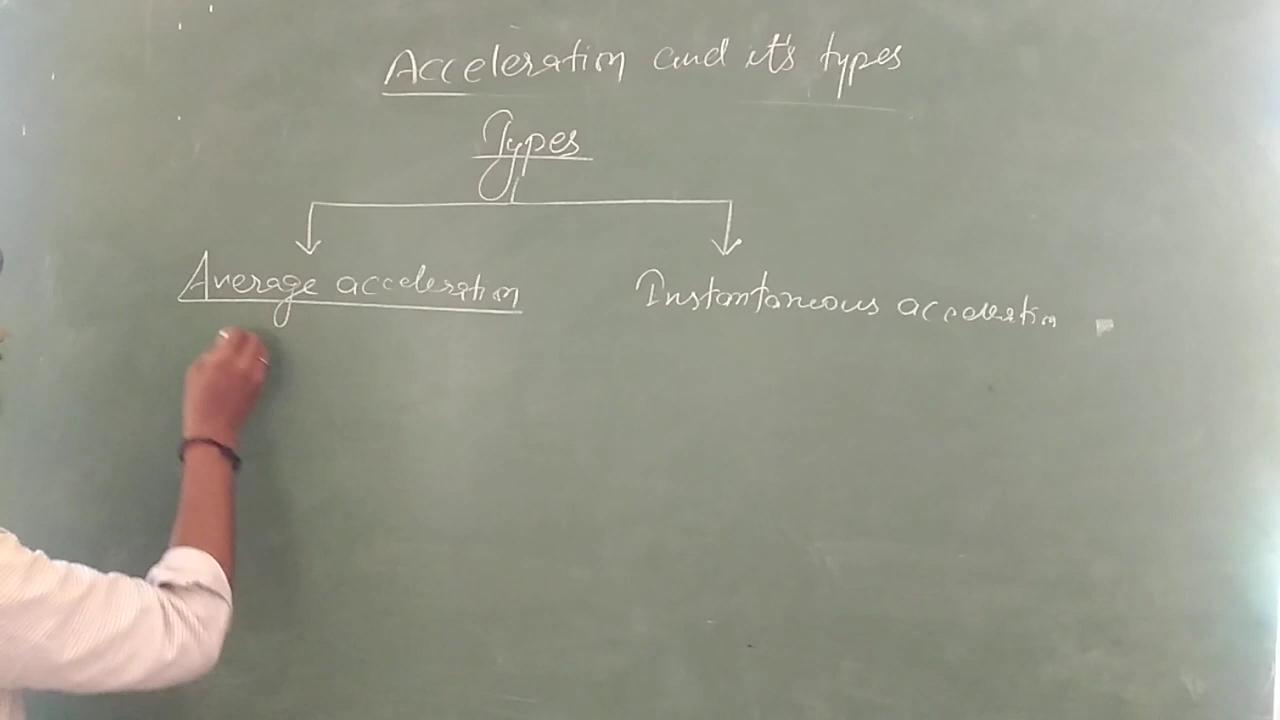 Acceleration and it's types
Types
Average acceleration
Instantaneous acceleration